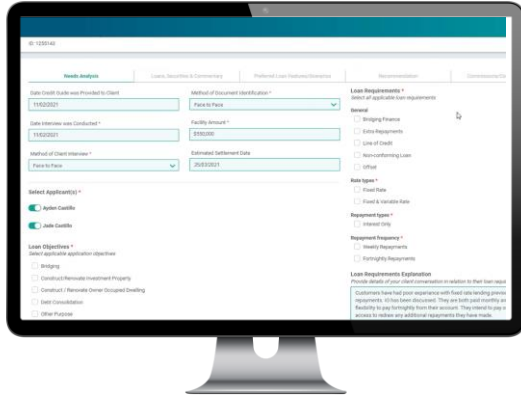 ID: 1255142
Needs Analysis
Loans, Securities & Commentary
Preferred Loan Features/Scenarios
Recommendation
Date Credit Guide was Provided to Client
11/02/2021
Method of Document Identification *
Face to Face
Date Interview was Conducted *
11/02/2021
Facility Amount *
$550,000
Method of Client Interview *
Face to Face
Estimated Settlement Date
25/03/2021
Select Applicant(s) *
Ayden Castillo
Jade Castillo
Loan Objectives *
Select applicable application objectives
Bridging
Construct/Renovate Investment Property
Construct / Renovate Owner Occupied Dwelling
Debt Consolidation
Other Purpose
Loan Requirements *
Select all applicable loan requirements
General
Bridging Finance
Extra Repayments
Line of Credit
Non-conforming Loan
Offset
Rate types *
Fixed Rate
Fixed & Variable Rate
Repayment types *
Interest Only
Repayment frequency *
Weekly Repayments
Fortnightly Repayments
Loan Requirements Explanation
Provide details of your client conversation in relation to their loan requ
Customers have had poor experience with fixed rate lending previo
repayments. IO has been discussed. They are both paid monthly an
flexibility to pay fortnightly from their account. They intend to pay a
access to redraw any additional repayments they have made.